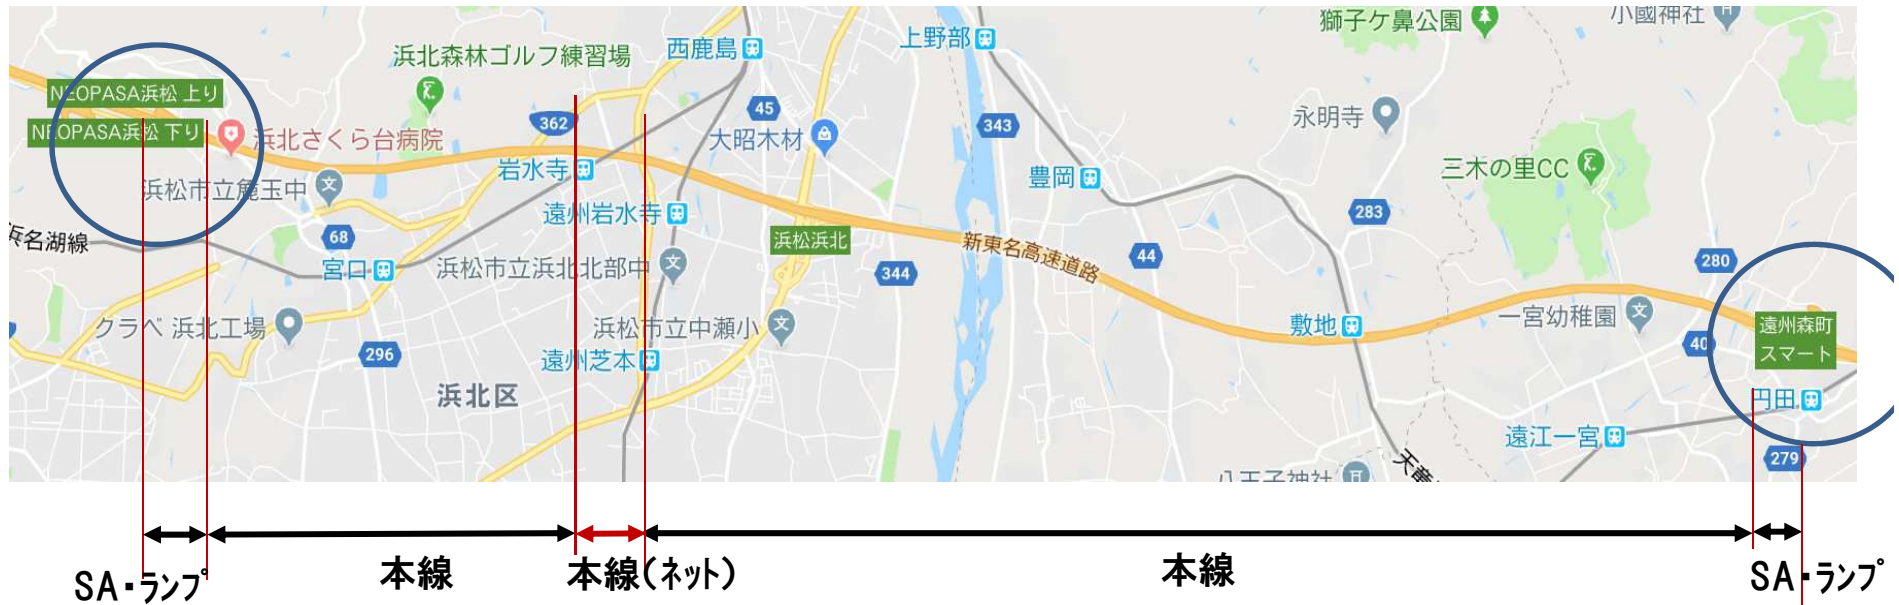 獅子ケ鼻公園
小國神社
上野部
西鹿島
浜北森林ゴルフ練習場
NEOPASA浜松 上り
45
永明寺
362
343
NEOPASA浜松 下り
浜北さくら台病院
大昭木材
岩水寺
三木の里CC
豊岡
浜松市立麁玉中
遠州岩水寺
283
68
浜松浜北
浜名湖線
新東名高速道路
44
280
宮口
浜松市立浜北北部中
344
クラベ 浜北工場
浜松市立中瀬小
敷地
一宮幼稚園
遠州森町
スマート
40
296
遠州芝本
浜北区
円田
遠江一宮
279
八王子神社
天竜
SA・ランプ
本線
本線(ネット)
本線
SA・ランプ